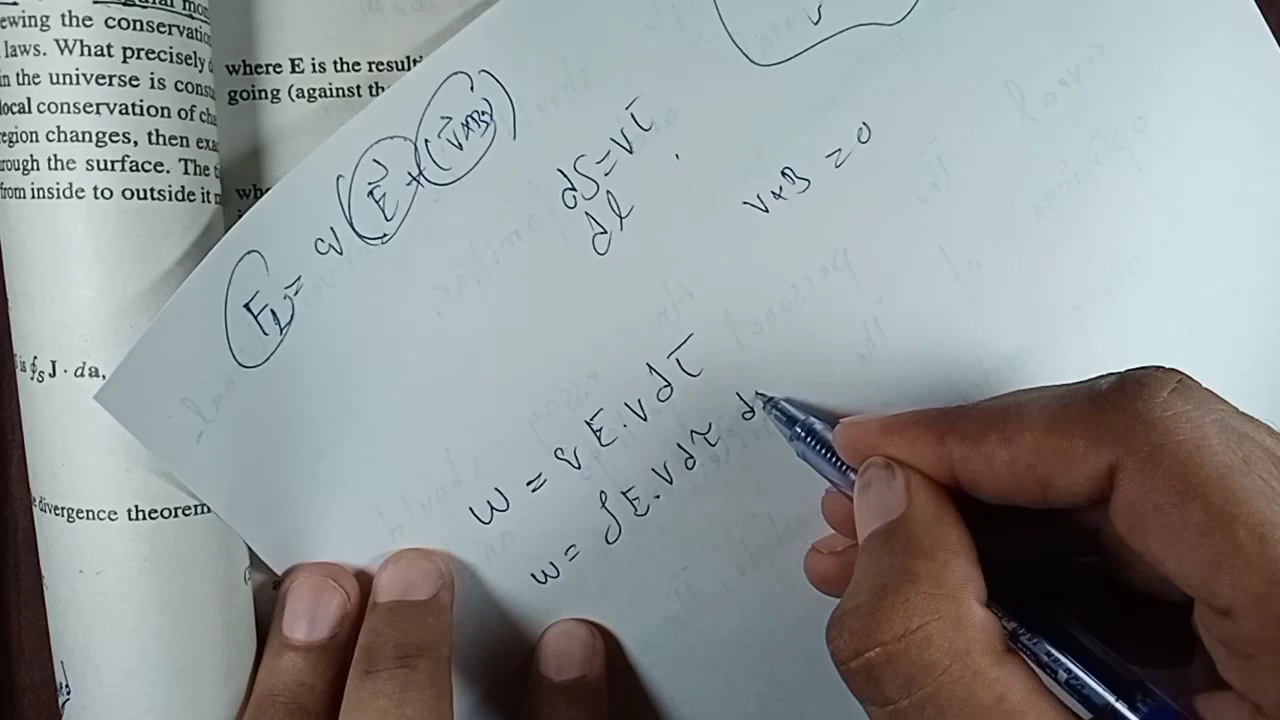 ewing the conservatio
laws. What precisely
in the universe is cons
local conservation of ch
egion changes, then exa
rough the surface. The t
from inside to outside it
is ∮S J · da,
divergence theorem
where E is the result
going (against th
wh
F_L = q (E + (V×B))
dS = vτ
dl
v×B = 0
W = q E.V dτ
W = ρ E.V dτ d